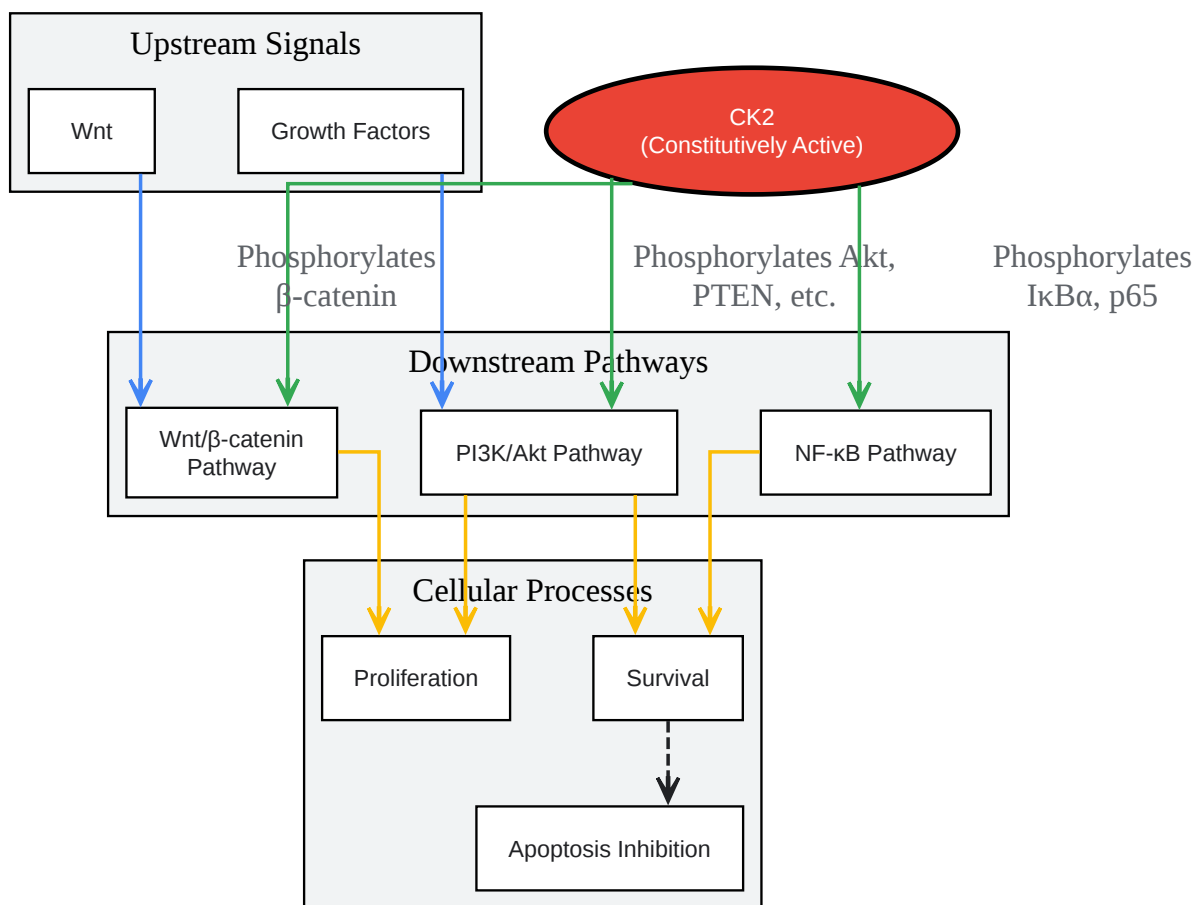 Upstream Signals
Wnt
Growth Factors
CK2
(Constitutively Active)
Phosphorylates
β-catenin
Phosphorylates Akt,
PTEN, etc.
Phosphorylates
IκBα, p65
Downstream Pathways
Wnt/β-catenin
Pathway
PI3K/Akt Pathway
NF-κB Pathway
Cellular Processes
Proliferation
Survival
Apoptosis Inhibition